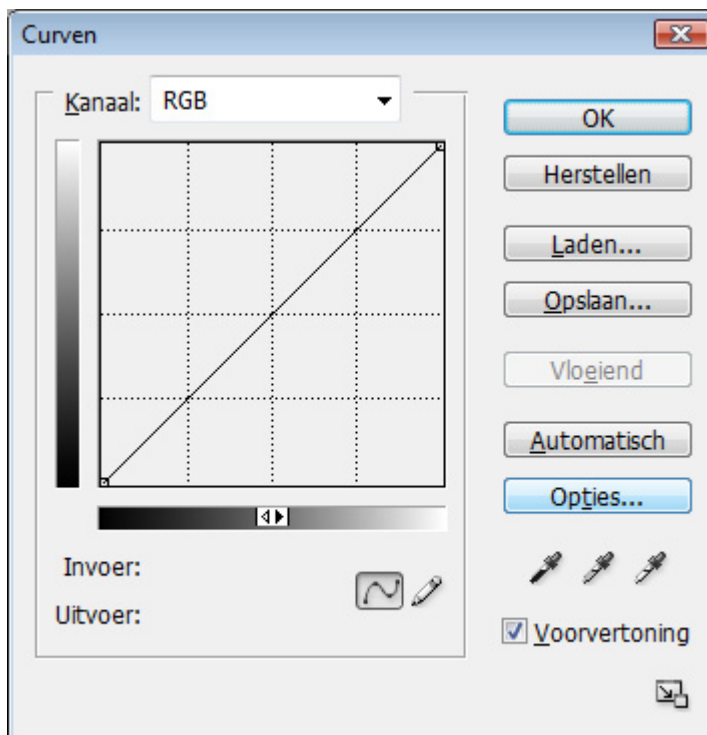 Curven
Kanaal: RGB
OK
Herstellen
Laden...
Opslaan...
Vloeiend
Automatisch
Opties...
Invoer:
Uitvoer:
Voorvertoning